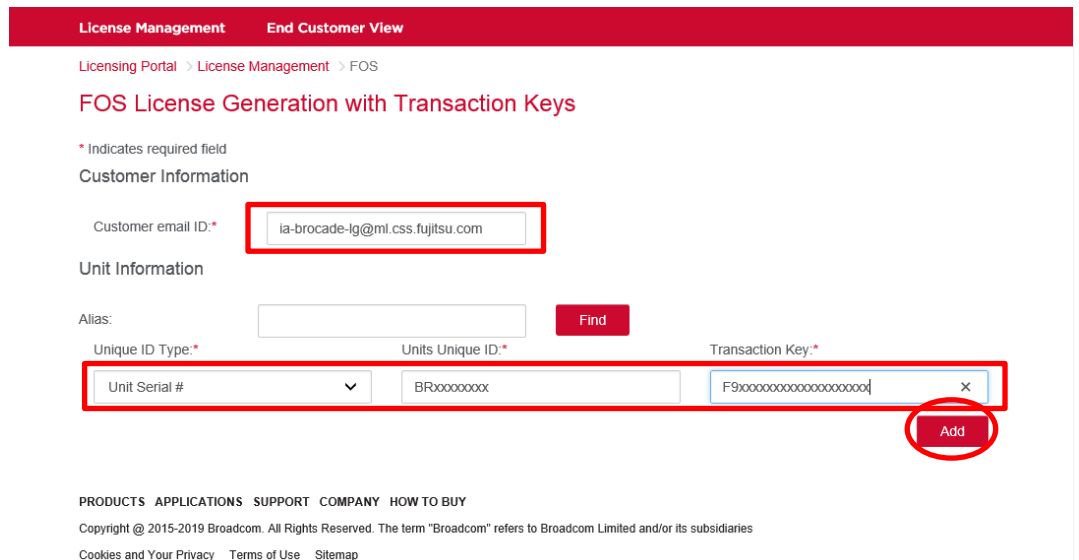 License Management End Customer View
Licensing Portal > License Management > FOS
FOS License Generation with Transaction Keys
* Indicates required field
Customer Information
Customer email ID:* ia-brocade-lg@ml.css.fujitsu.com
Unit Information
Alias: Find
Unique ID Type:* Units Unique ID:* Transaction Key:*
Unit Serial # BRxxxxxxxx F9xxxxxxxxxxxxxxxxxxx ×
Add
PRODUCTS APPLICATIONS SUPPORT COMPANY HOW TO BUY
Copyright @ 2015-2019 Broadcom. All Rights Reserved. The term "Broadcom" refers to Broadcom Limited and/or its subsidiaries
Cookies and Your Privacy Terms of Use Sitemap